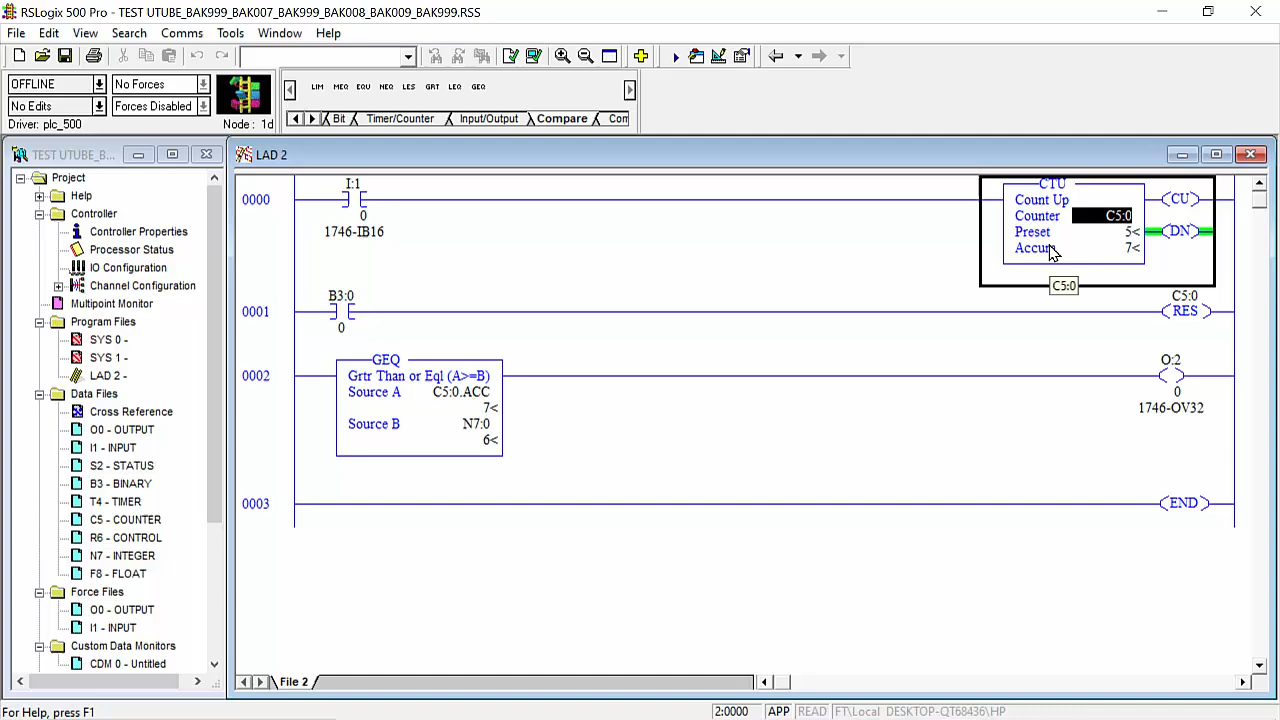 RSLogix 500 Pro - TEST UTUBE_BAK999_BAK007_BAK999_BAK008_BAK009_BAK999.RSS
File Edit View Search Comms Tools Window Help
OFFLINE No Forces
No Edits Forces Disabled
Driver: plc_500 Node : 1d
LIM MEQ EQU NEQ LES GRT LEQ GEQ
Bit Timer/Counter Input/Output Compare Com
TEST UTUBE_B...
Project
Help
Controller
Controller Properties
Processor Status
IO Configuration
Channel Configuration
Multipoint Monitor
Program Files
SYS 0 -
SYS 1 -
LAD 2 -
Data Files
Cross Reference
O0 - OUTPUT
I1 - INPUT
S2 - STATUS
B3 - BINARY
T4 - TIMER
C5 - COUNTER
R6 - CONTROL
N7 - INTEGER
F8 - FLOAT
Force Files
O0 - OUTPUT
I1 - INPUT
Custom Data Monitors
CDM 0 - Untitled
LAD 2
0000
I:1
0
1746-IB16
CTU
Count Up
Counter C5:0
Preset 5<
Accum 7<
CU
DN
C5:0
0001
B3:0
0
C5:0
RES
0002
GEQ
Grtr Than or Eql (A>=B)
Source A C5:0.ACC
7<
Source B N7:0
6<
O:2
0
1746-OV32
0003
END
File 2
For Help, press F1
2:0000 APP READ FT\Local DESKTOP-QT68436\HP